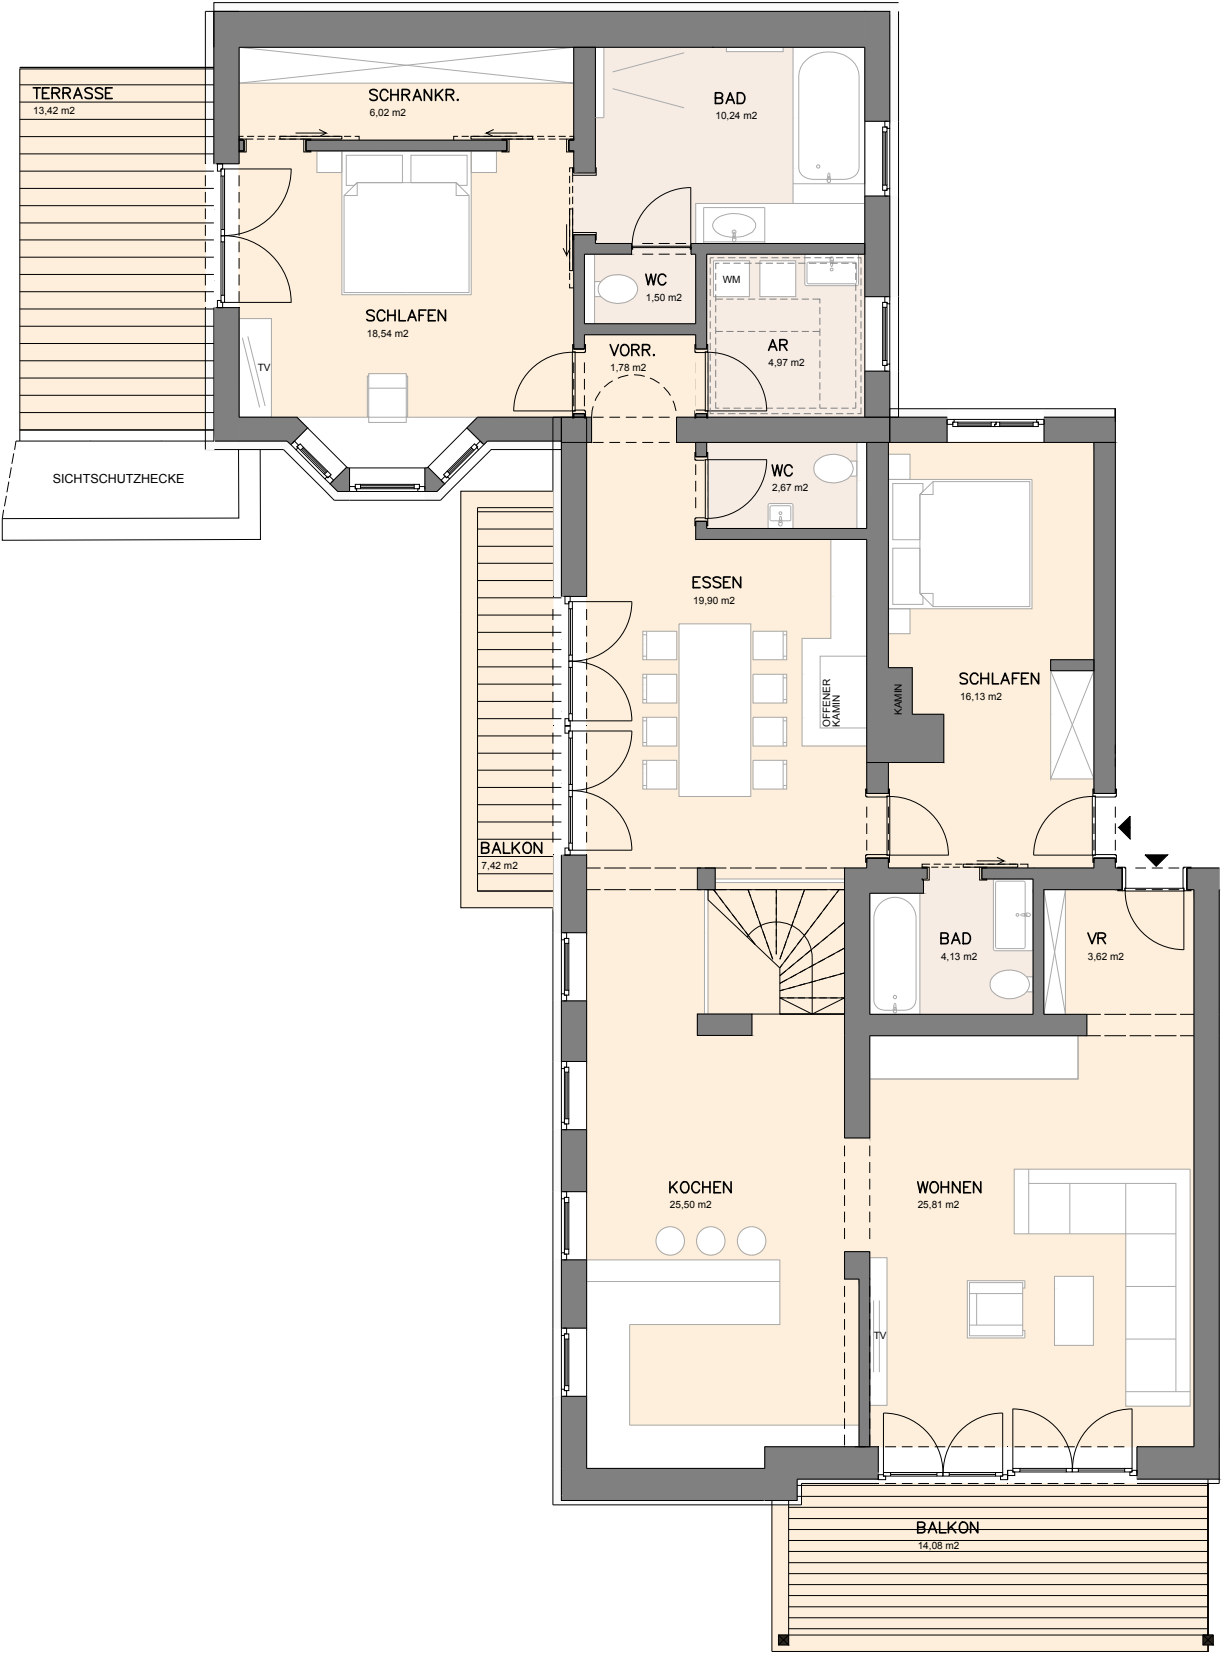 TERRASSE
13,42 m2
SCHRANKR.
6,02 m2
BAD
10,24 m2
WC
1,50 m2
WM
SCHLAFEN
18,54 m2
TV
VORR.
1,78 m2
AR
4,97 m2
SICHTSCHUTZHECKE
WC
2,67 m2
ESSEN
19,90 m2
SCHLAFEN
16,13 m2
OFFENER
KAMIN
KAMIN
BALKON
7,42 m2
BAD
4,13 m2
VR
3,62 m2
KOCHEN
25,50 m2
WOHNEN
25,81 m2
TV
BALKON
14,08 m2